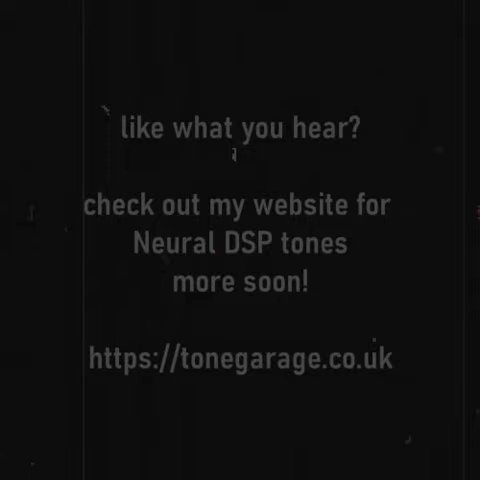 like what you hear?
check out my website for
Neural DSP tones
more soon!
https://tonegarage.co.uk